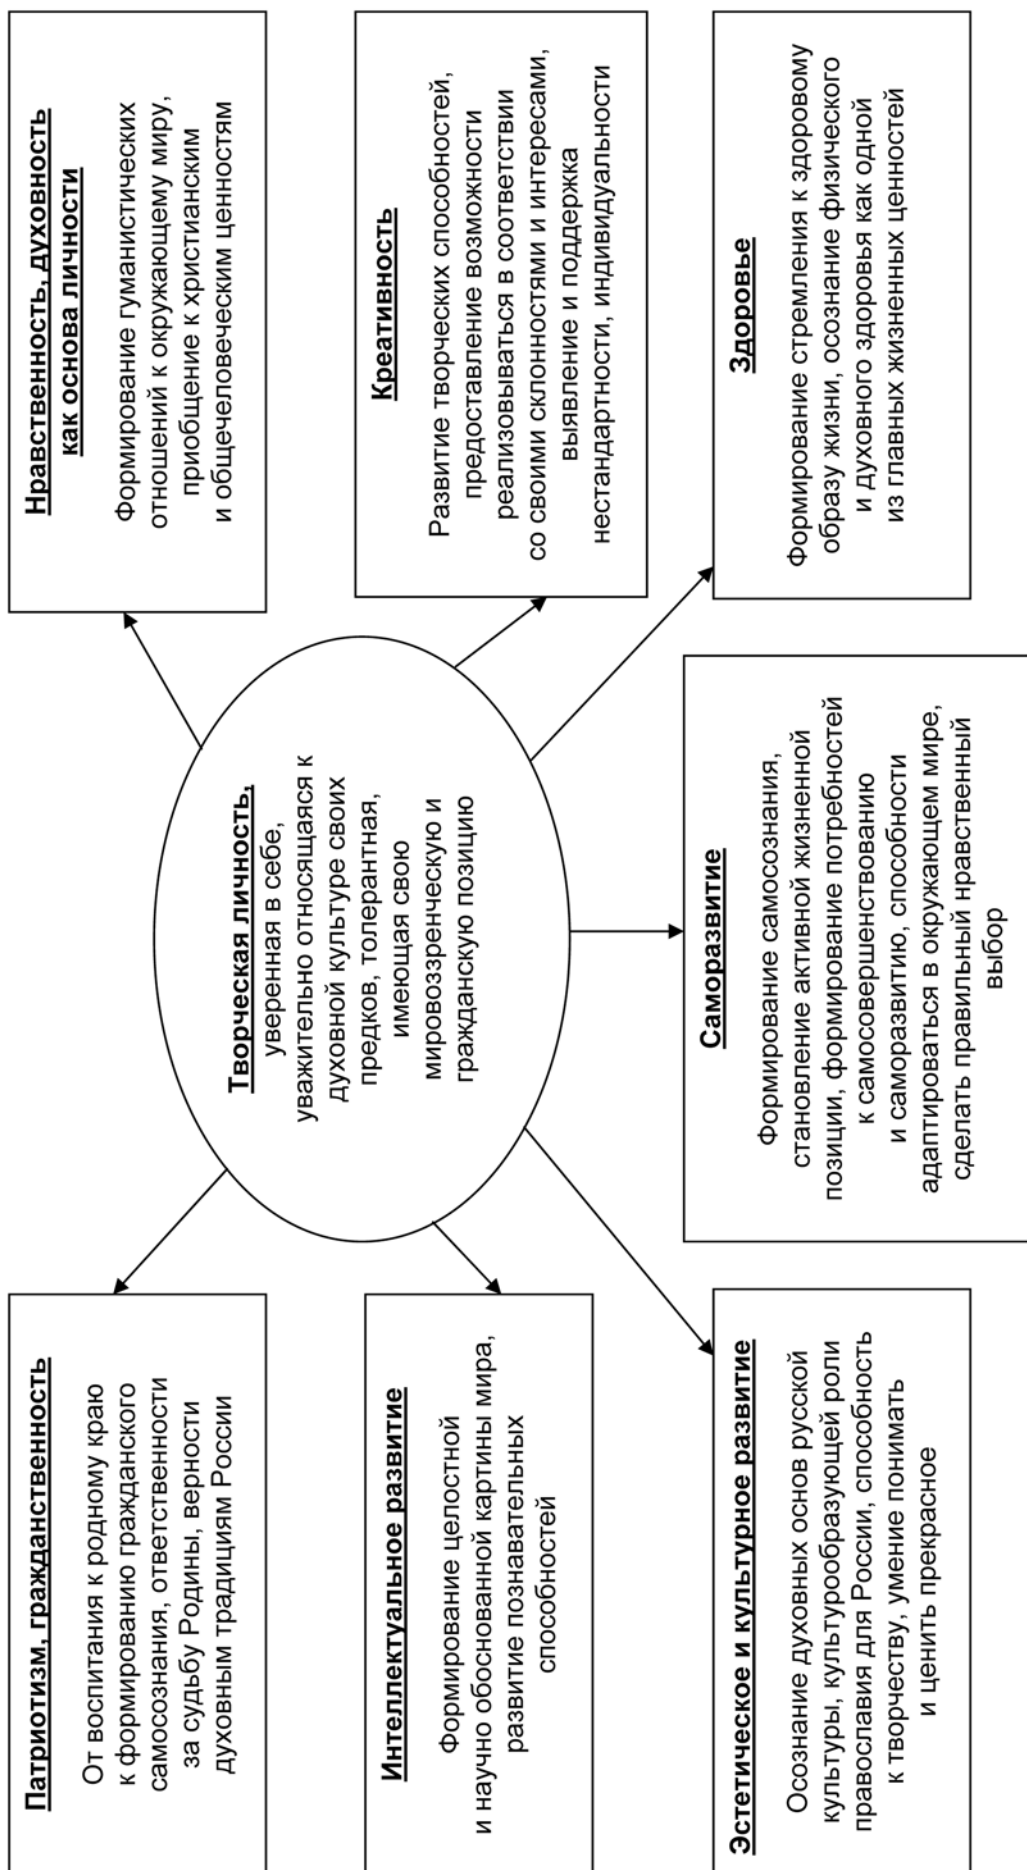 Патриотизм, гражданственность
От воспитания к родному краю
к формированию гражданского
самосознания, ответственности
за судьбу Родины, верности
духовным традициям России
Нравственность, духовность
как основа личности
Формирование гуманистических
отношений к окружающему миру,
приобщение к христианским
и общечеловеческим ценностям
Творческая личность,
уверенная в себе,
уважительно относящаяся к
духовной культуре своих
предков, толерантная,
имеющая свою
мировоззренческую и
гражданскую позицию
Интеллектуальное развитие
Формирование целостной
и научно обоснованной картины мира,
развитие познавательных
способностей
Креативность
Развитие творческих способностей,
предоставление возможности
реализовываться в соответствии
со своими склонностями и интересами,
выявление и поддержка
нестандартности, индивидуальности
Эстетическое и культурное развитие
Осознание духовных основ русской
культуры, культурообразующей роли
православия для России, способность
к творчеству, умение понимать
и ценить прекрасное
Саморазвитие
Формирование самосознания,
становление активной жизненной
позиции, формирование потребностей
к самосовершенствованию
и саморазвитию, способности
адаптироваться в окружающем мире,
сделать правильный нравственный
выбор
Здоровье
Формирование стремления к здоровому
образу жизни, осознание физического
и духовного здоровья как одной
из главных жизненных ценностей